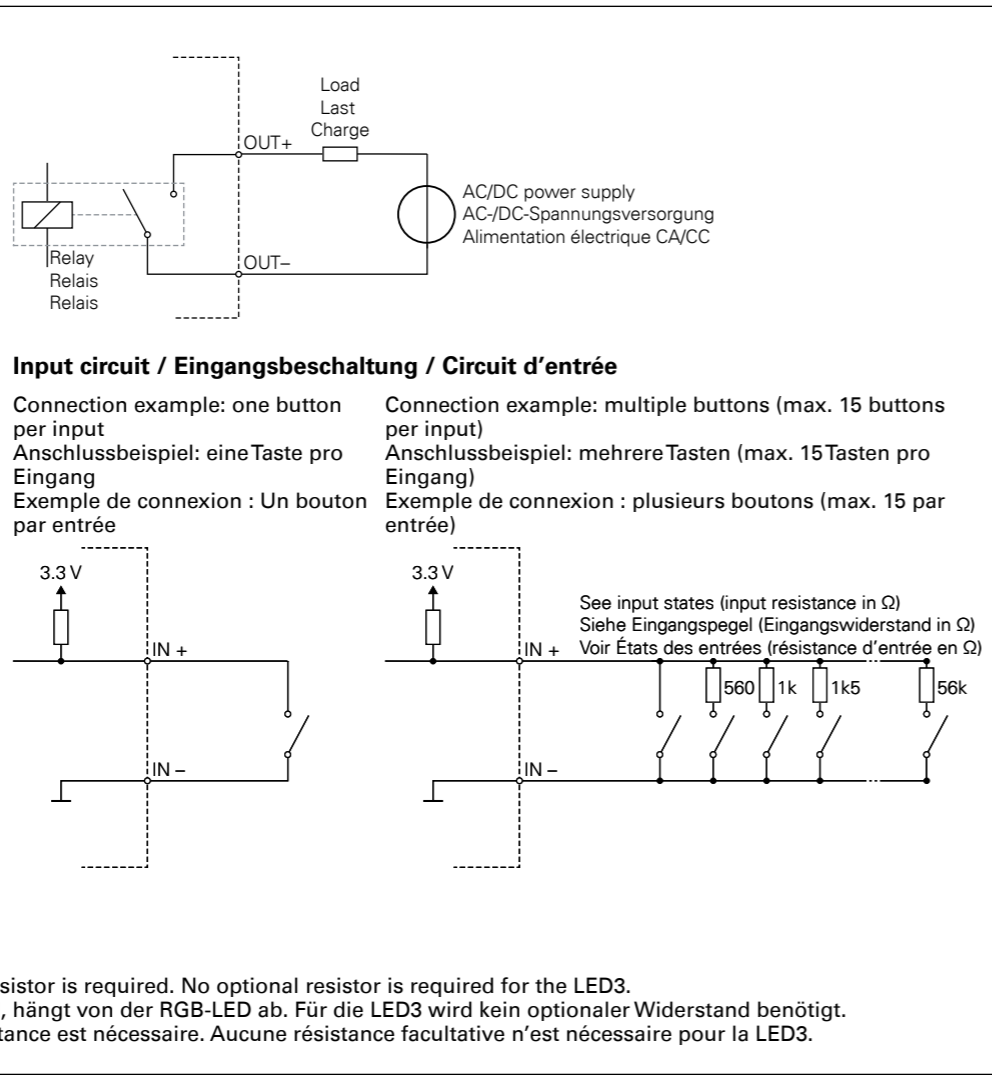 Load
Last
Charge
OUT+
AC/DC power supply
AC-/DC-Spannungsversorgung
Alimentation électrique CA/CC
Relay
Relais
Relais
OUT–
Input circuit / Eingangsbeschaltung / Circuit d’entrée
Connection example: one button
per input
Anschlussbeispiel: eine Taste pro
Eingang
Exemple de connexion : Un bouton
par entrée
Connection example: multiple buttons (max. 15 buttons
per input)
Anschlussbeispiel: mehrere Tasten (max. 15 Tasten pro
Eingang)
Exemple de connexion : plusieurs boutons (max. 15 par
entrée)
3.3 V
IN +
IN –
3.3 V
See input states (input resistance in Ω)
Siehe Eingangspegel (Eingangswiderstand in Ω)
Voir États des entrées (résistance d’entrée en Ω)
IN +
560 1k 1k5 56k
IN –
sistor is required. No optional resistor is required for the LED3.
, hängt von der RGB-LED ab. Für die LED3 wird kein optionaler Widerstand benötigt.
tance est nécessaire. Aucune résistance facultative n’est nécessaire pour la LED3.